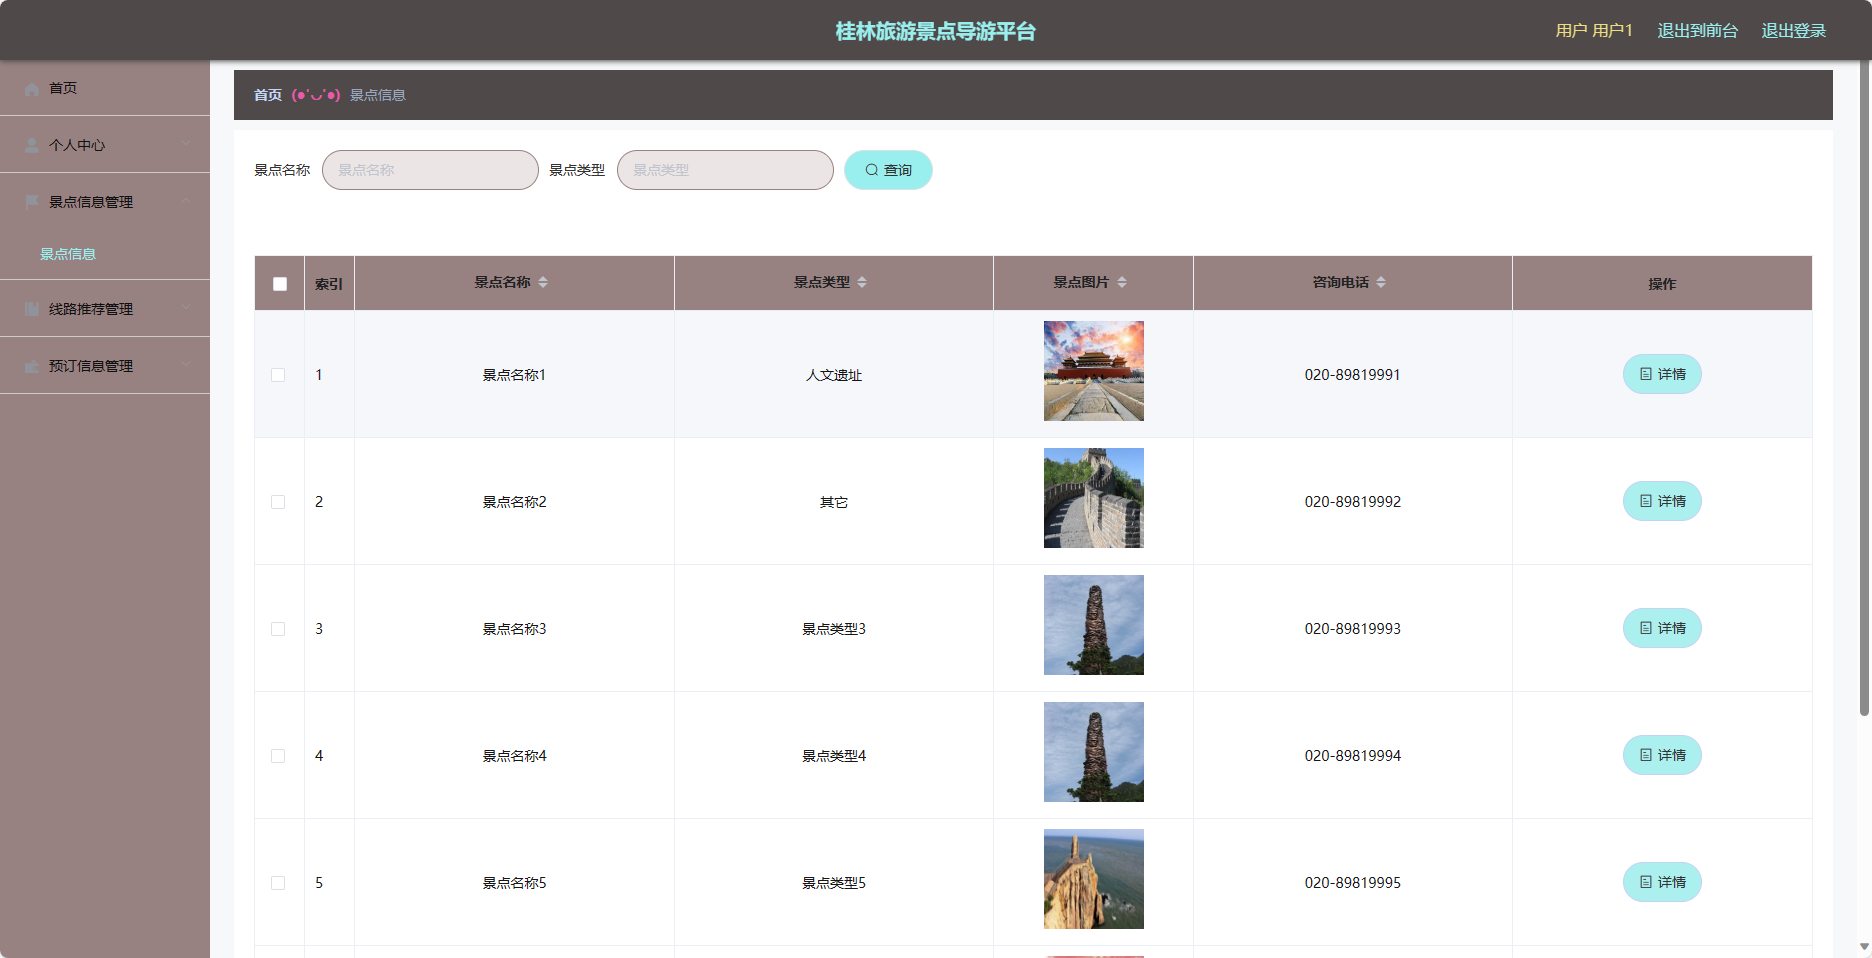 桂林旅游景点导游平台
用户 用户1 退出到前台 退出登录
首页
个人中心
景点信息管理
景点信息
线路推荐管理
预订信息管理
首页 (●'◡'●) 景点信息
景点名称 景点名称 景点类型 景点类型 查询
索引 景点名称 景点类型 景点图片 咨询电话 操作
1 景点名称1 人文遗址 020-89819991 详情
2 景点名称2 其它 020-89819992 详情
3 景点名称3 景点类型3 020-89819993 详情
4 景点名称4 景点类型4 020-89819994 详情
5 景点名称5 景点类型5 020-89819995 详情